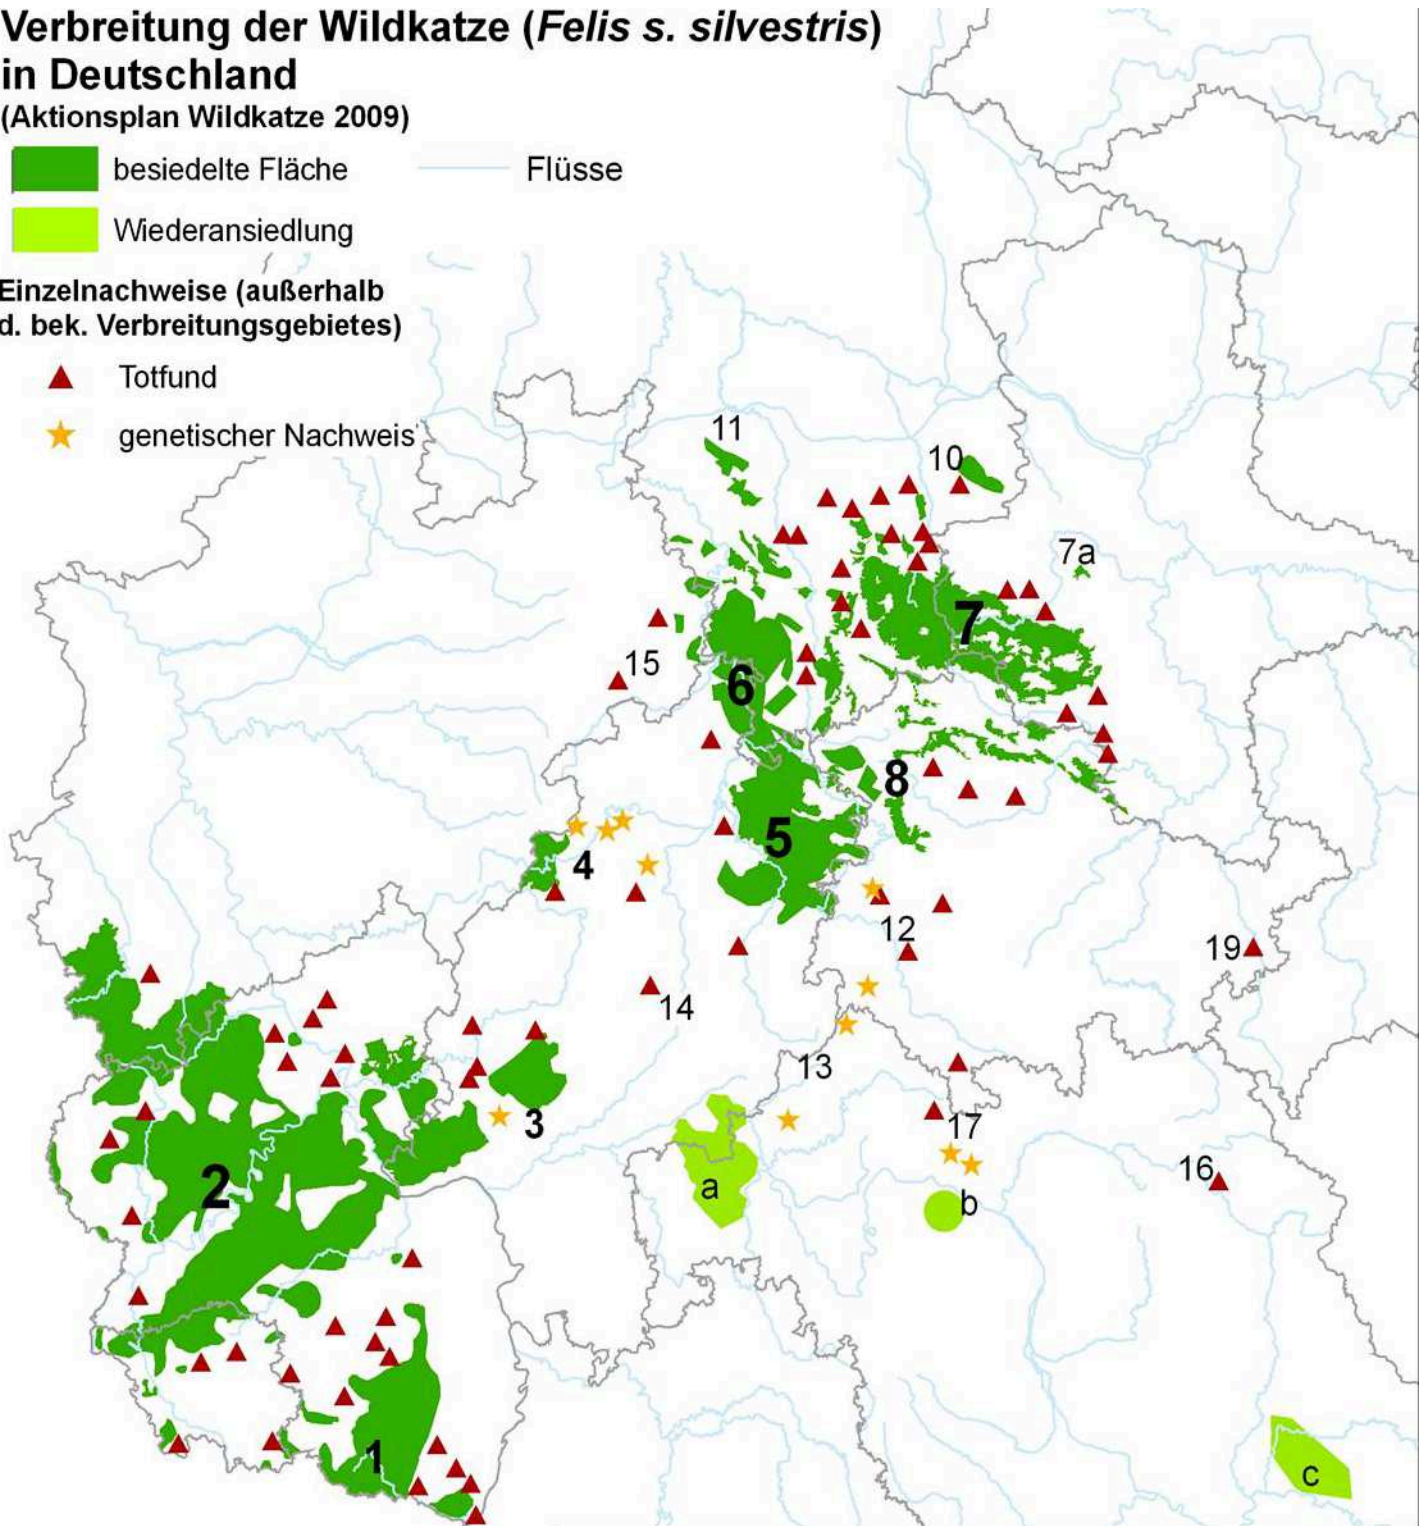 Verbreitung der Wildkatze (Felis s. silvestris)
in Deutschland
(Aktionsplan Wildkatze 2009)
besiedelte Fläche
Flüsse
Wiederansiedlung
Einzelnachweise (außerhalb
d. bek. Verbreitungsgebietes)
Totfund
genetischer Nachweis
11
10
7a
7
15
6
8
5
4
12
19
14
13
3
17
16
2
a
b
1
c